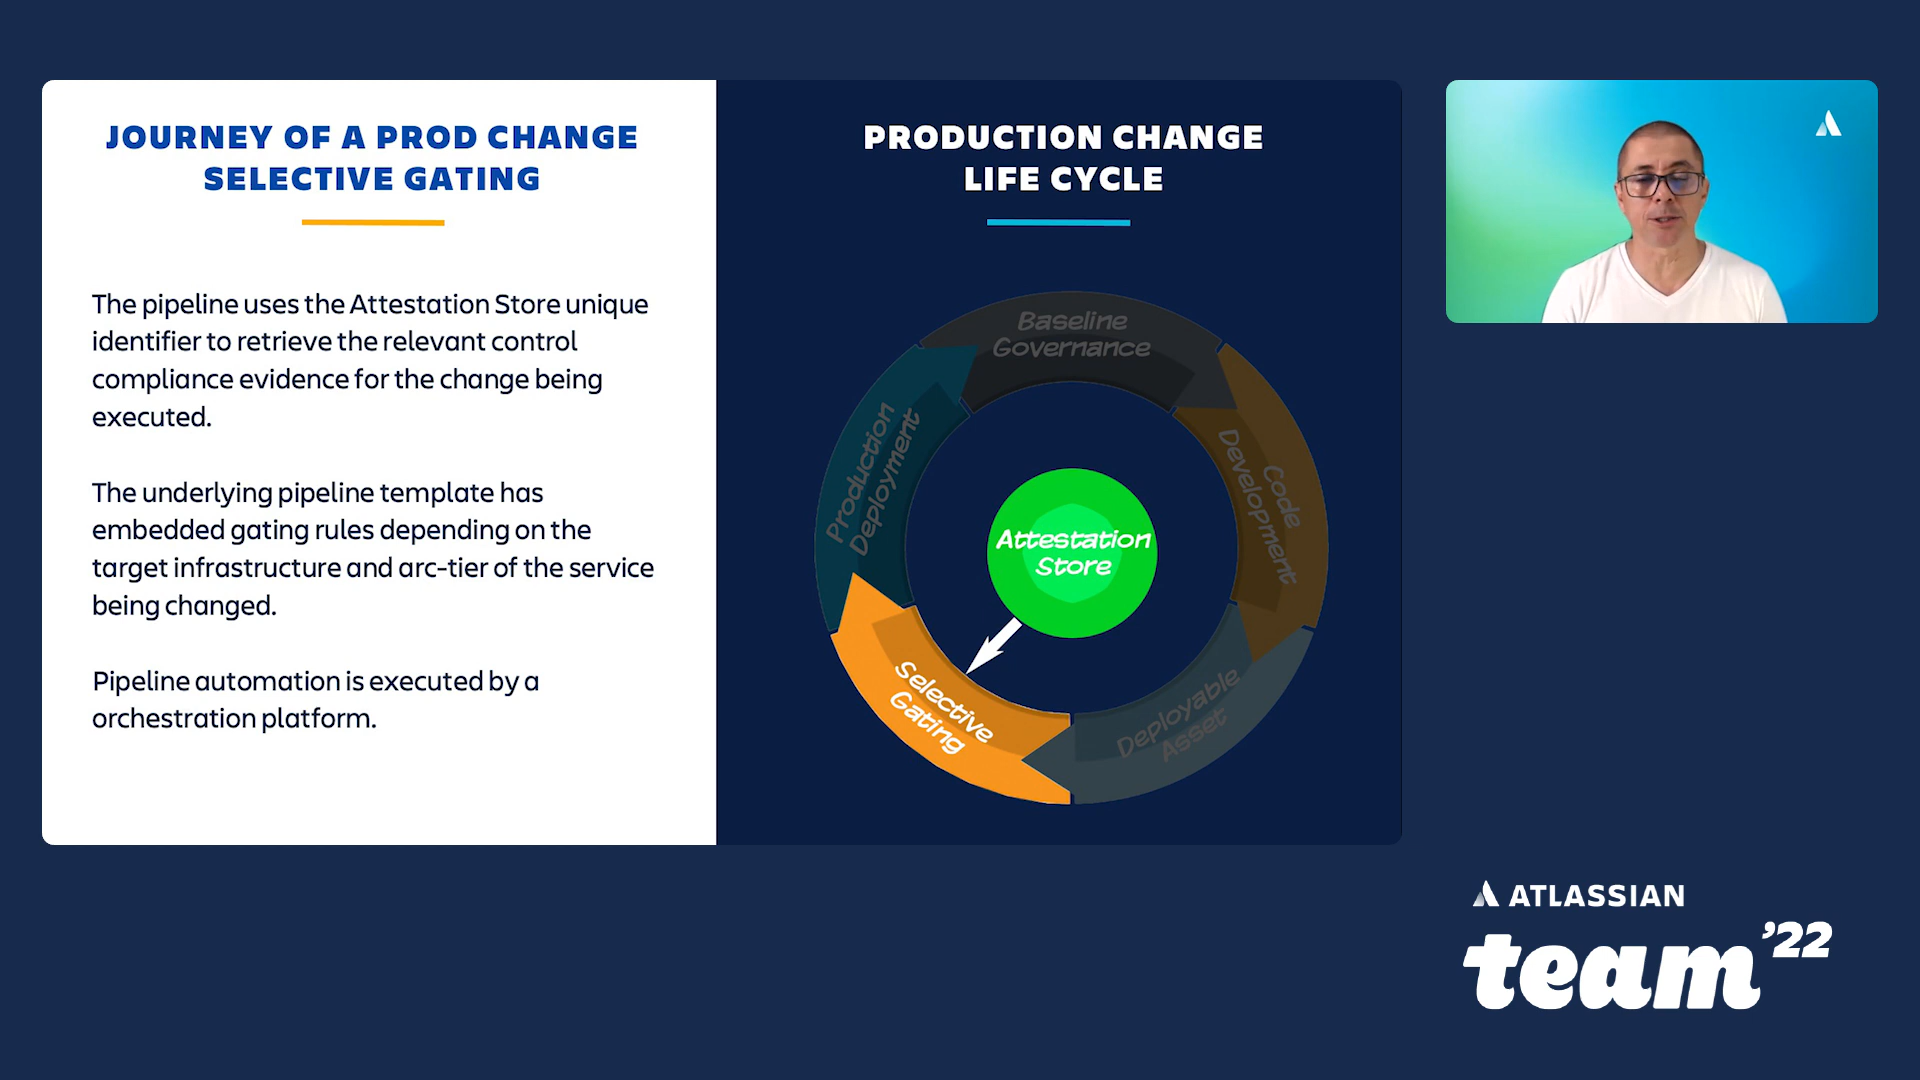 JOURNEY OF A PROD CHANGE
SELECTIVE GATING
The pipeline uses the Attestation Store unique
identifier to retrieve the relevant control
compliance evidence for the change being
executed.
The underlying pipeline template has
embedded gating rules depending on the
target infrastructure and arc-tier of the service
being changed.
Pipeline automation is executed by a
orchestration platform.
PRODUCTION CHANGE
LIFE CYCLE
Baseline
Governance
Code
Development
Deployable
Asset
Selective
Gating
Production
Deployment
Attestation
Store
ATLASSIAN
team '22